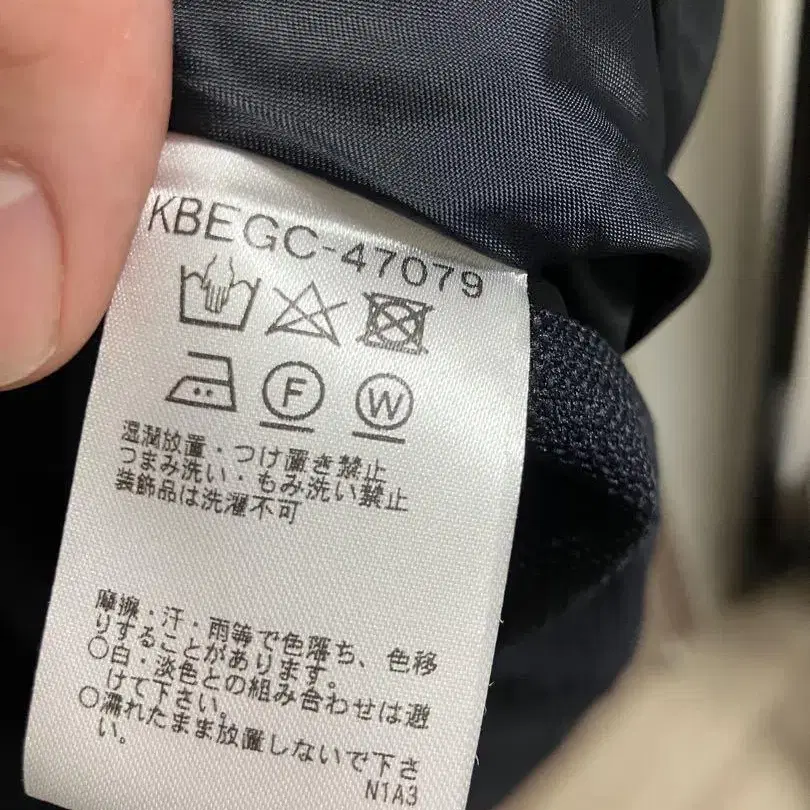 KBEGC-47079
F W
湿潤放置・つけ置き禁止
つまみ洗い・もみ洗い禁止
装飾品は洗濯不可
摩擦・汗・雨等で色落ち、色移
りすることがあります。
○白・淡色との組み合わせは避
けて下さい。
○濡れたまま放置しないで下さ
い。
N1A3